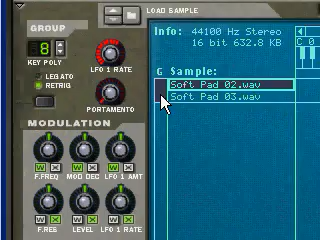 LOAD SAMPLE
GROUP
8
KEY POLY
LEGATO
RETRIG
LFO 1 RATE
PORTAMENTO
Info: 44100 Hz Stereo
16 bit 632.8 KB
C 0
G Sample:
Soft Pad 02.wav
Soft Pad 03.wav
MODULATION
F.FREQ MOD DEC LFO 1 AMT
W X W X W X
F.RES LEVEL LFO 1 RATE
W X W X W X